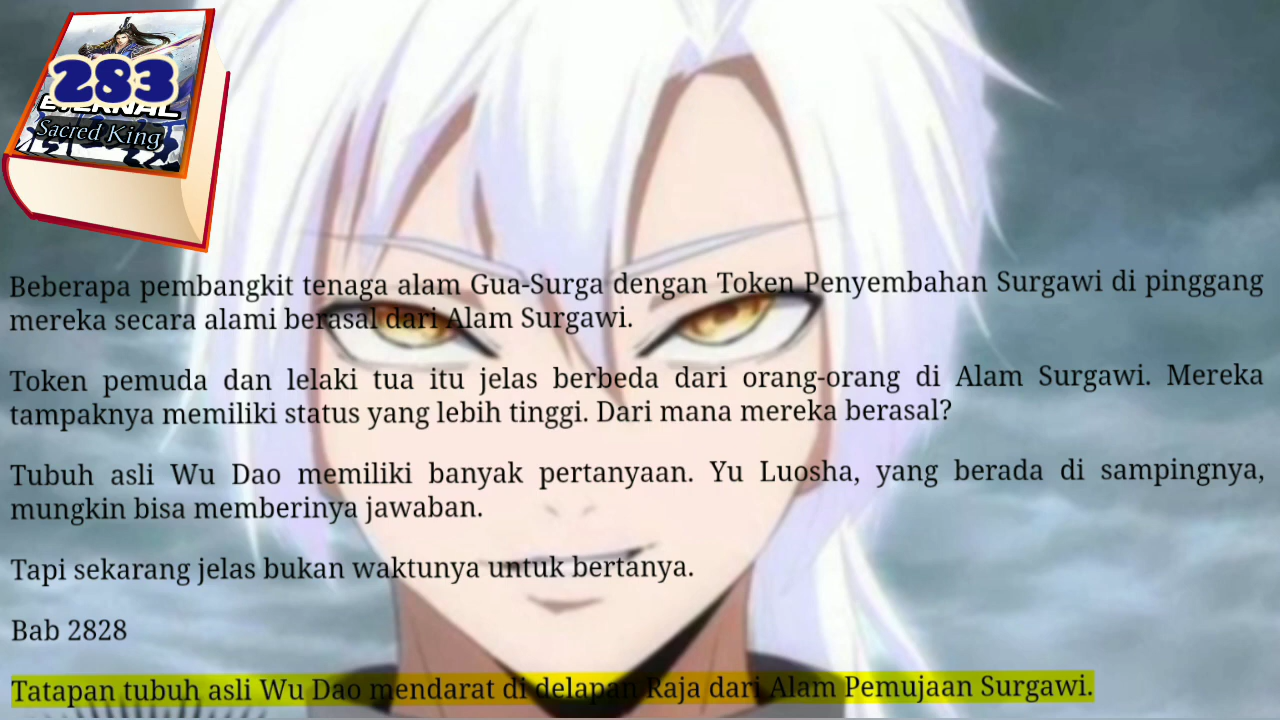 283
ETERNAL
Sacred King
Beberapa pembangkit tenaga alam Gua-Surga dengan Token Penyembahan Surgawi di pinggang
mereka secara alami berasal dari Alam Surgawi.
Token pemuda dan lelaki tua itu jelas berbeda dari orang-orang di Alam Surgawi. Mereka
tampaknya memiliki status yang lebih tinggi. Dari mana mereka berasal?
Tubuh asli Wu Dao memiliki banyak pertanyaan. Yu Luosha, yang berada di sampingnya,
mungkin bisa memberinya jawaban.
Tapi sekarang jelas bukan waktunya untuk bertanya.
Bab 2828
Tatapan tubuh asli Wu Dao mendarat di delapan Raja dari Alam Pemujaan Surgawi.